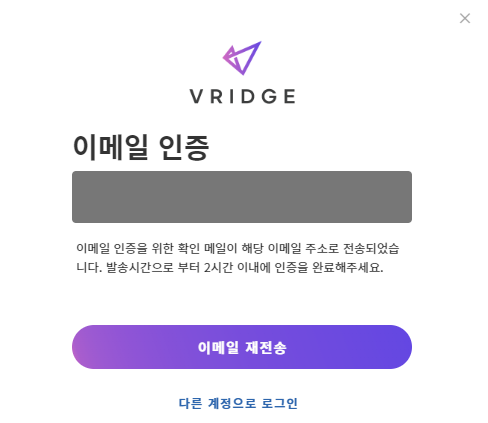 VRIDGE
이메일 인증
이메일 인증을 위한 확인 메일이 해당 이메일 주소로 전송되었습
니다. 발송시간으로 부터 2시간 이내에 인증을 완료해주세요.
이메일 재전송
다른 계정으로 로그인